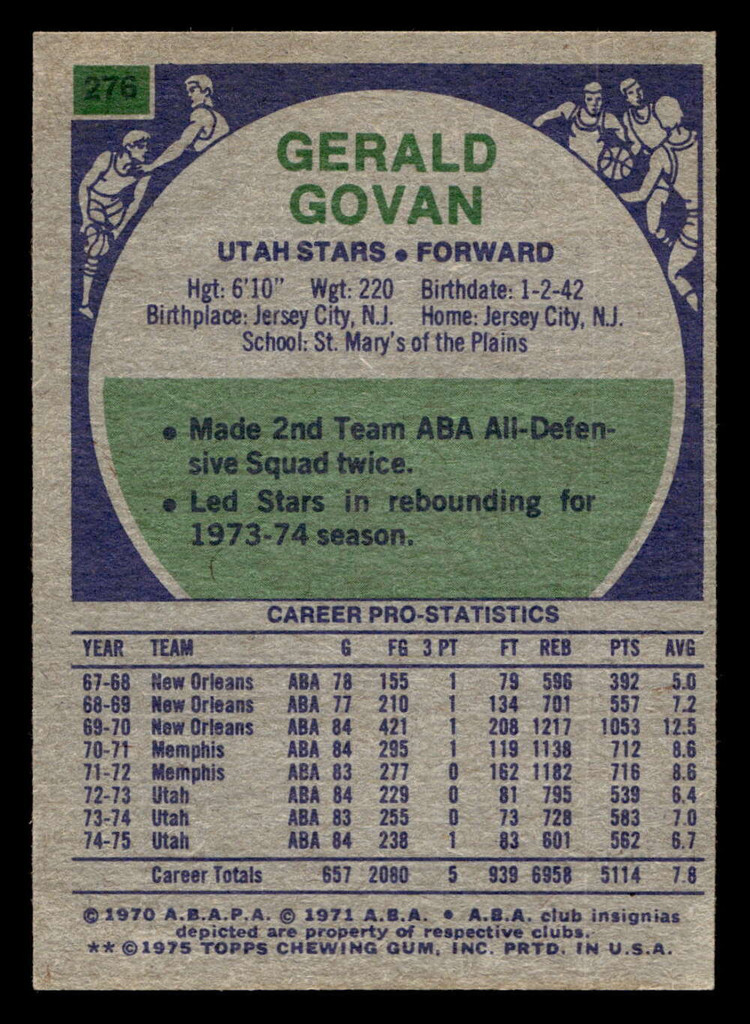 276
GERALD
GOVAN
UTAH STARS • FORWARD
Hgt: 6'10" Wgt: 220 Birthdate: 1-2-42
Birthplace: Jersey City, N.J. Home: Jersey City, N.J.
School: St. Mary's of the Plains
• Made 2nd Team ABA All-Defen-
sive Squad twice.
• Led Stars in rebounding for
1973-74 season.
CAREER PRO-STATISTICS
YEAR TEAM G FG 3 PT FT REB PTS AVG
67-68 New Orleans ABA 78 155 1 79 596 392 5.0
68-69 New Orleans ABA 77 210 1 134 701 557 7.2
69-70 New Orleans ABA 84 421 1 208 1217 1053 12.5
70-71 Memphis ABA 84 295 1 119 1138 712 8.6
71-72 Memphis ABA 83 277 0 162 1182 716 8.6
72-73 Utah ABA 84 229 0 81 795 539 6.4
73-74 Utah ABA 83 255 0 73 728 583 7.0
74-75 Utah ABA 84 238 1 83 601 562 6.7
Career Totals 657 2080 5 939 6958 5114 7.8
© 1970 A.B.A.P.A. © 1971 A.B.A. • A.B.A. club insignias
depicted are property of respective clubs.
** © 1975 TOPPS CHEWING GUM, INC. PRTD. IN U.S.A.